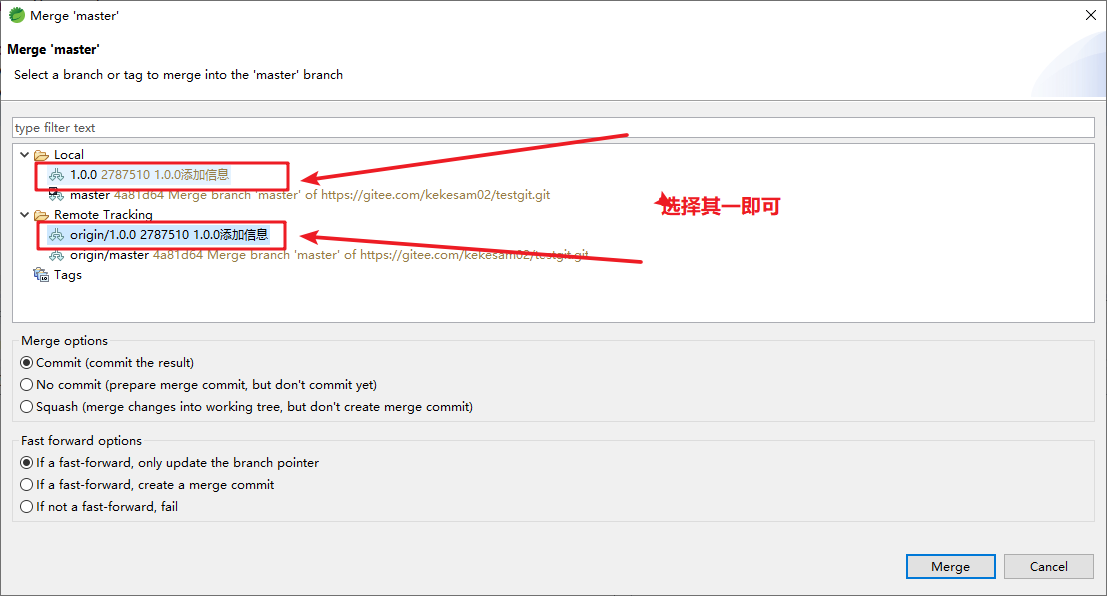 Merge 'master'
Merge 'master'
Select a branch or tag to merge into the 'master' branch
type filter text
Local
1.0.0 2787510 1.0.0添加信息
master 4a81d64 Merge branch 'master' of https://gitee.com/kekesam02/testgit.git
选择其一即可
Remote Tracking
origin/1.0.0 2787510 1.0.0添加信息
origin/master 4a81d64 Merge branch 'master' of https://gitee.com/kekesam02/testgit.git
Tags
Merge options
Commit (commit the result)
No commit (prepare merge commit, but don't commit yet)
Squash (merge changes into working tree, but don't create merge commit)
Fast forward options
If a fast-forward, only update the branch pointer
If a fast-forward, create a merge commit
If not a fast-forward, fail
Merge
Cancel